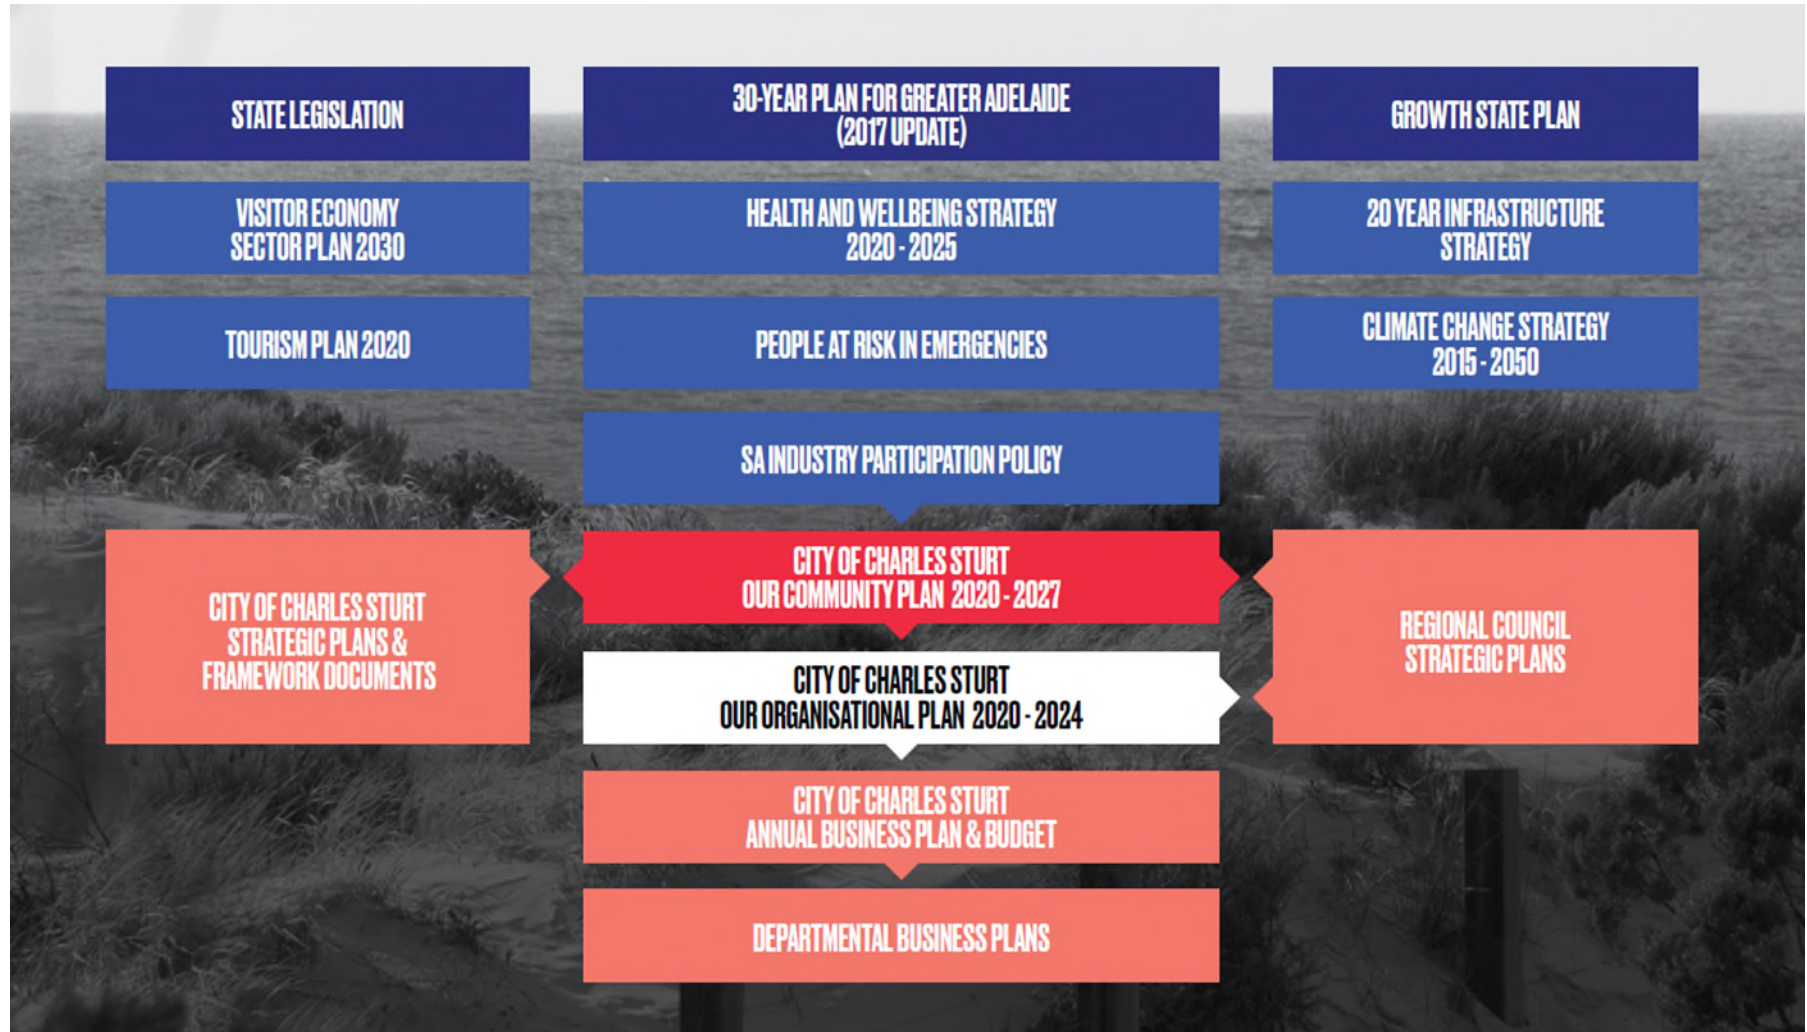 STATE LEGISLATION
30-YEAR PLAN FOR GREATER ADELAIDE
(2017 UPDATE)
GROWTH STATE PLAN
VISITOR ECONOMY
SECTOR PLAN 2030
HEALTH AND WELLBEING STRATEGY
2020 - 2025
20 YEAR INFRASTRUCTURE
STRATEGY
TOURISM PLAN 2020
PEOPLE AT RISK IN EMERGENCIES
CLIMATE CHANGE STRATEGY
2015 - 2050
SA INDUSTRY PARTICIPATION POLICY
CITY OF CHARLES STURT
STRATEGIC PLANS &
FRAMEWORK DOCUMENTS
CITY OF CHARLES STURT
OUR COMMUNITY PLAN 2020 - 2027
REGIONAL COUNCIL
STRATEGIC PLANS
CITY OF CHARLES STURT
OUR ORGANISATIONAL PLAN 2020 - 2024
CITY OF CHARLES STURT
ANNUAL BUSINESS PLAN & BUDGET
DEPARTMENTAL BUSINESS PLANS